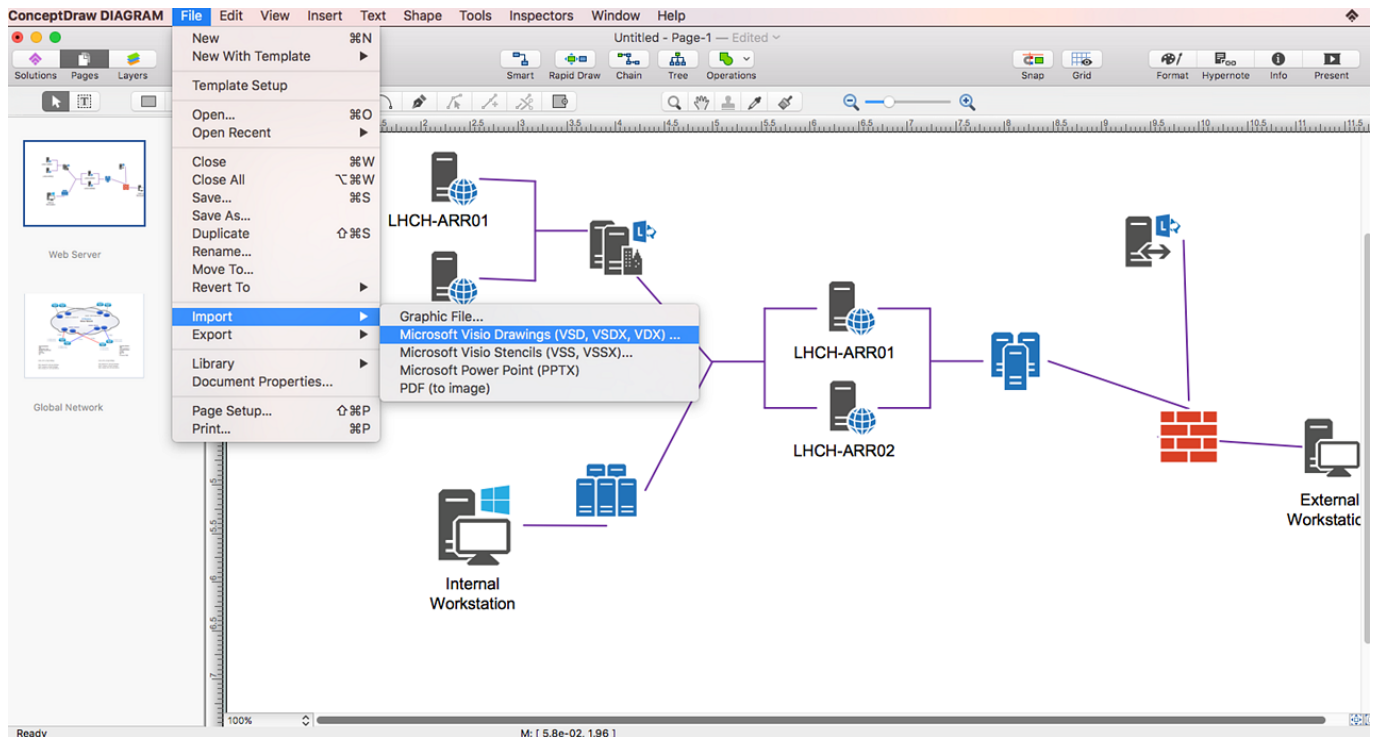 ConceptDraw DIAGRAM File Edit View Insert Text Shape Tools Inspectors Window Help
Untitled - Page-1 — Edited
Solutions Pages Layers Smart Rapid Draw Chain Tree Operations Snap Grid Format Hypernote Info Present
New ⌘N
New With Template
Template Setup
Open... ⌘O
Open Recent
Close ⌘W
Close All ⌥⌘W
Save... ⌘S
Save As...
Duplicate ⇧⌘S
Rename...
Move To...
Revert To
Import
Export
Library
Document Properties...
Page Setup... ⇧⌘P
Print... ⌘P
Graphic File...
Microsoft Visio Drawings (VSD, VSDX, VDX) ...
Microsoft Visio Stencils (VSS, VSSX)...
Microsoft Power Point (PPTX)
PDF (to image)
Web Server
Global Network
LHCH-ARR01
LHCH-ARR01
LHCH-ARR02
External
Workstatio
Internal
Workstation
100%
Ready M: [ 5.8e-02, 1.96 ]